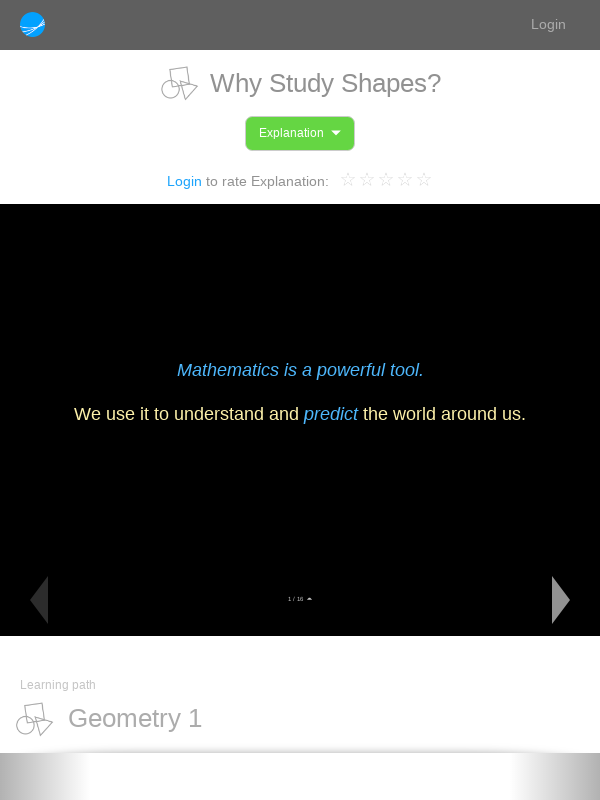 Login
Why Study Shapes?
Explanation
Login to rate Explanation:
Mathematics is a powerful tool.
We use it to understand and predict the world around us.
1 / 16
Learning path
Geometry 1